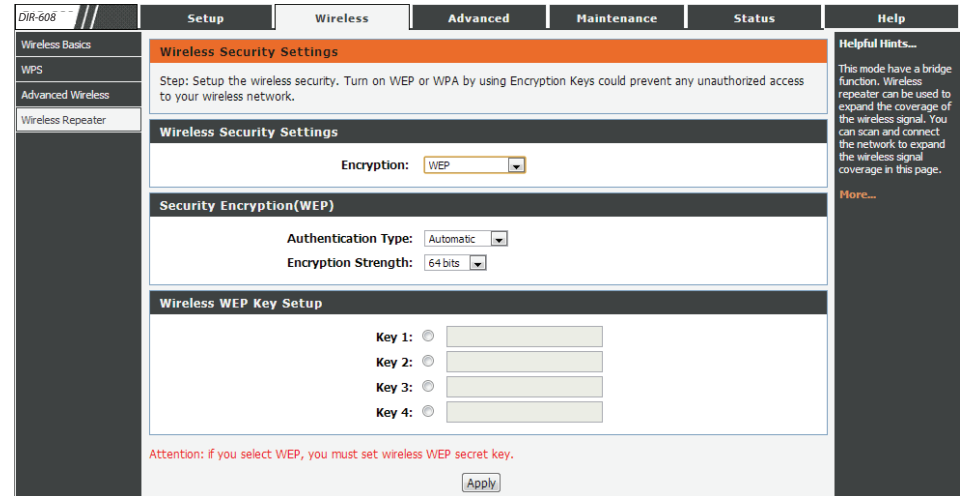 DIR-608
Setup
Wireless
Advanced
Maintenance
Status
Help
Wireless Basics
WPS
Advanced Wireless
Wireless Repeater
Wireless Security Settings
Step: Setup the wireless security. Turn on WEP or WPA by using Encryption Keys could prevent any unauthorized access
to your wireless network.
Wireless Security Settings
Encryption: WEP
Security Encryption(WEP)
Authentication Type: Automatic
Encryption Strength: 64 bits
Wireless WEP Key Setup
Key 1:
Key 2:
Key 3:
Key 4:
Attention: if you select WEP, you must set wireless WEP secret key.
Apply
Helpful Hints...
This mode have a bridge
function. Wireless
repeater can be used to
expand the coverage of
the wireless signal. You
can scan and connect
the network to expand
the wireless signal
coverage in this page.
More...